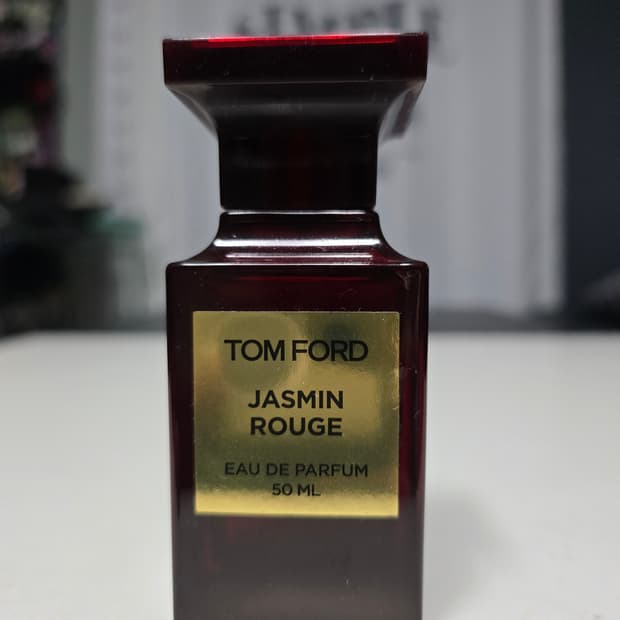 TOM FORD
JASMIN
ROUGE
EAU DE PARFUM
50 ML